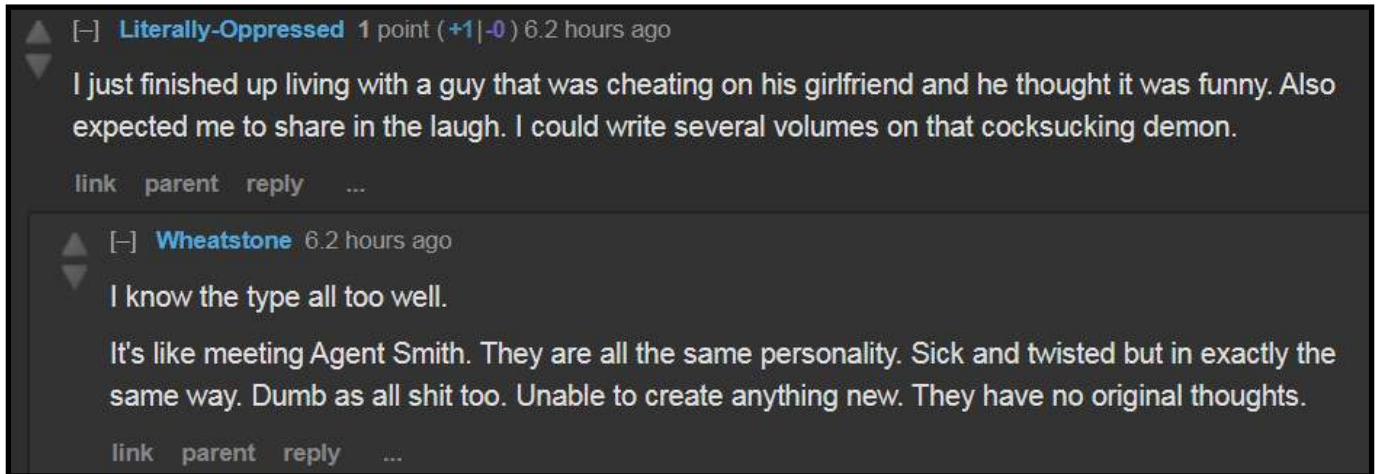 [–] Literally-Oppressed 1 point (+1|-0) 6.2 hours ago
I just finished up living with a guy that was cheating on his girlfriend and he thought it was funny. Also
expected me to share in the laugh. I could write several volumes on that cocksucking demon.
link parent reply ...
[–] Wheatstone 6.2 hours ago
I know the type all too well.
It's like meeting Agent Smith. They are all the same personality. Sick and twisted but in exactly the
same way. Dumb as all shit too. Unable to create anything new. They have no original thoughts.
link parent reply ...